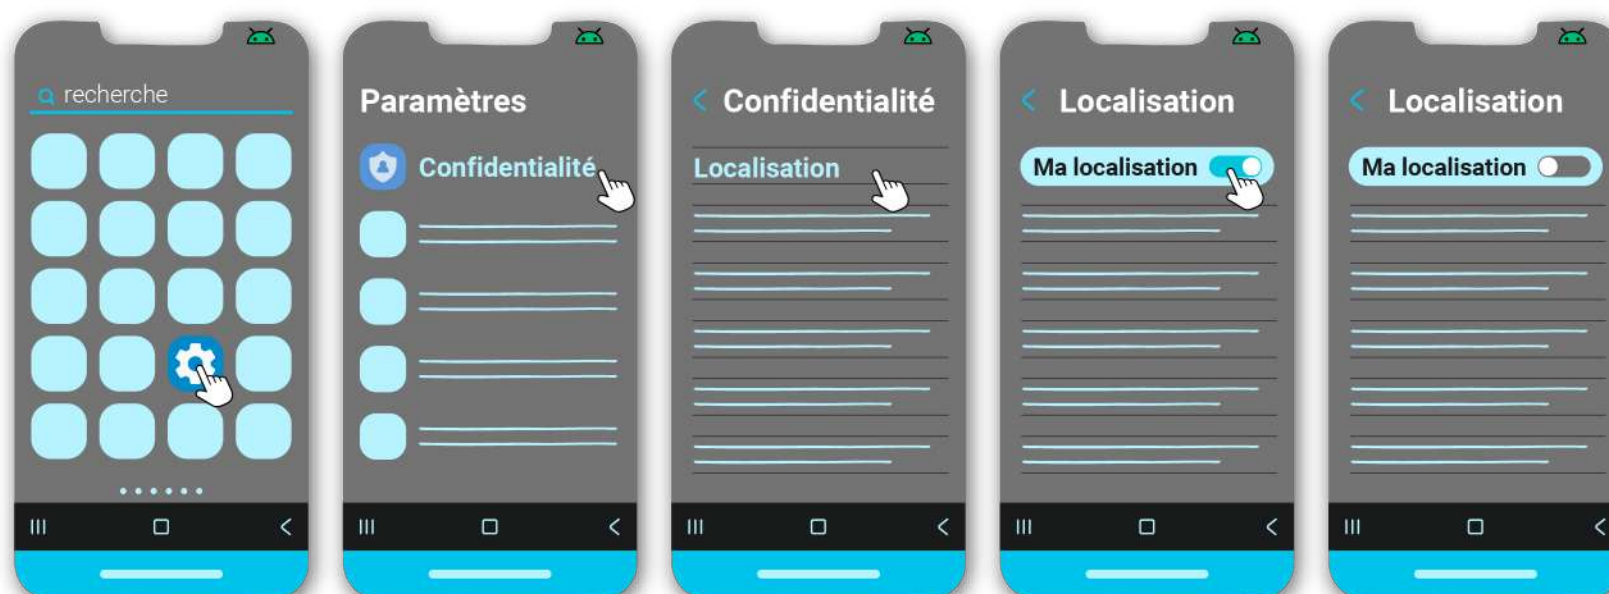 recherche
Paramètres
Confidentialité
Confidentialité
Localisation
Localisation
Ma localisation
Localisation
Ma localisation